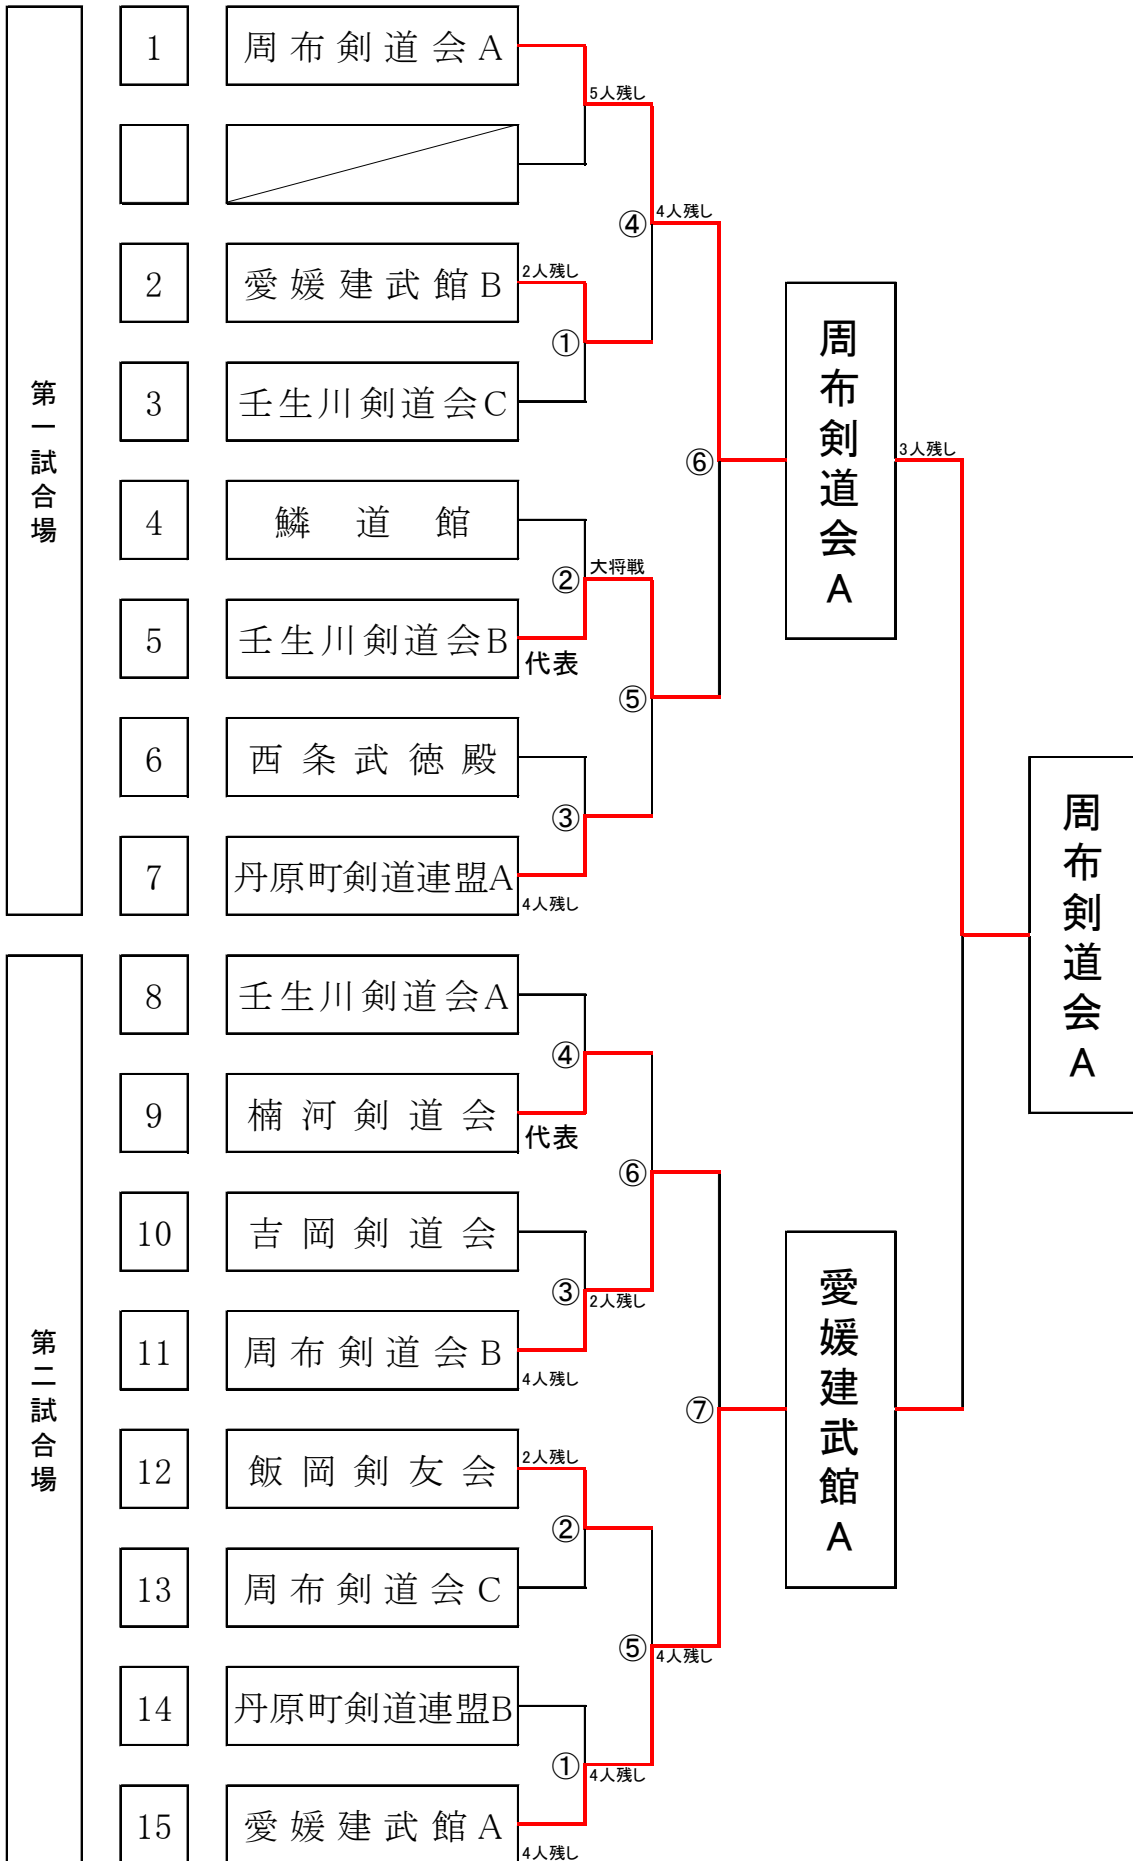 第一試合場
1
周布剣道会A
5人残し
④
4人残し
2
愛媛建武館B
2人残し
①
3
壬生川剣道会C
⑥
周布剣道会A
3人残し
4
鱗道館
②
大将戦
5
壬生川剣道会B
代表
⑤
6
西条武徳殿
③
7
丹原町剣道連盟A
4人残し
周布剣道会A
第二試合場
8
壬生川剣道会A
④
9
楠河剣道会
代表
⑥
10
吉岡剣道会
③
2人残し
11
周布剣道会B
4人残し
⑦
愛媛建武館A
12
飯岡剣友会
2人残し
②
13
周布剣道会C
⑤
4人残し
14
丹原町剣道連盟B
①
4人残し
15
愛媛建武館A
4人残し